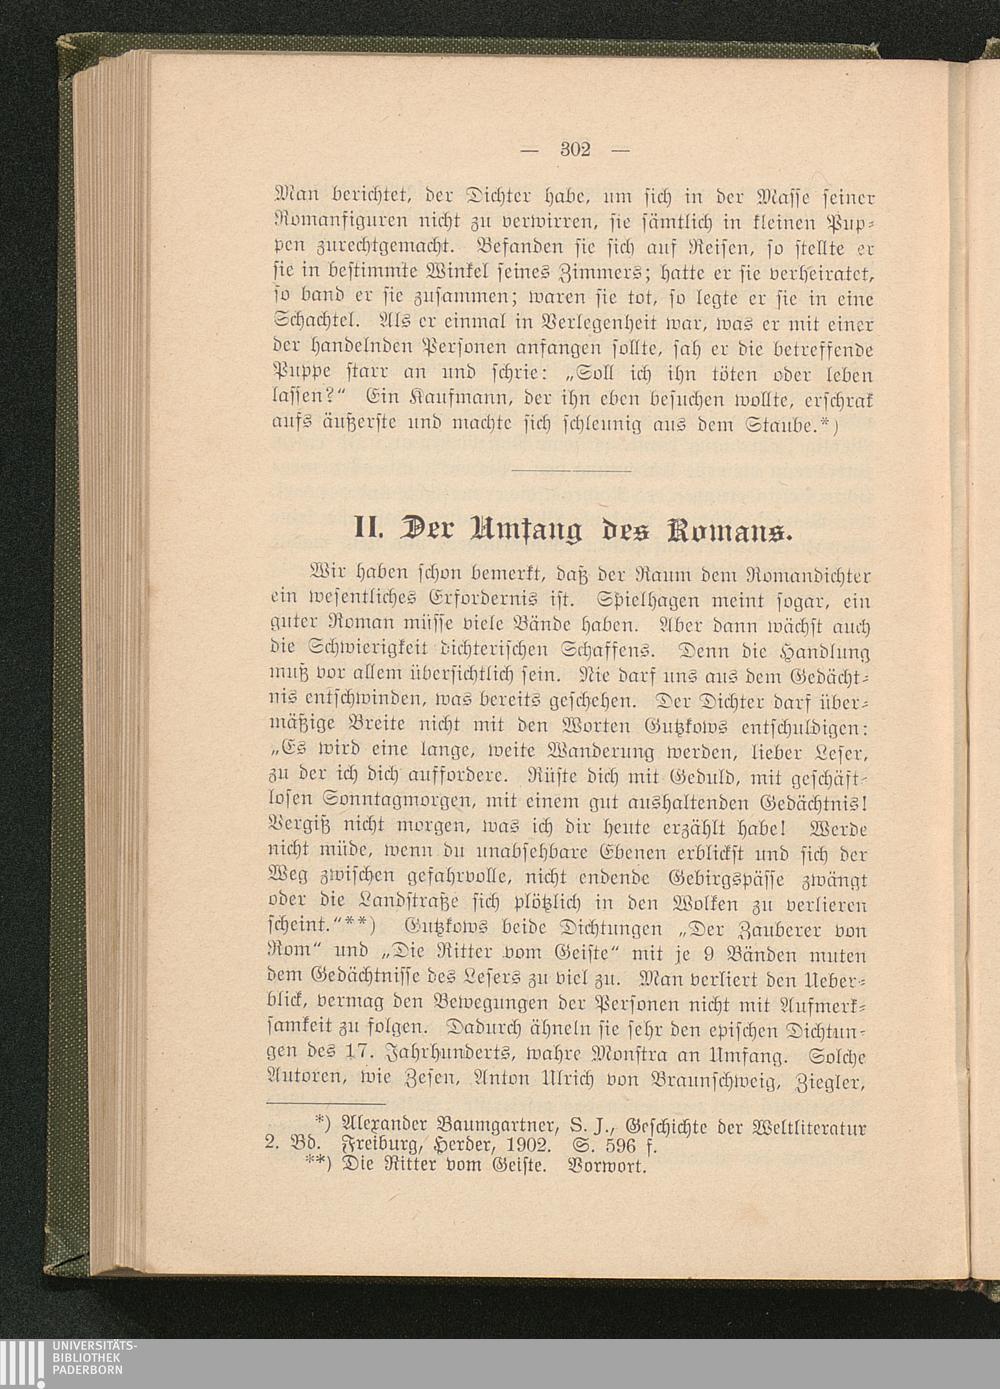 — 302 —
Man berichtet, der Dichter habe, um sich in der Masse seiner
Romanfiguren nicht zu verwirren, sie sämtlich in kleinen Pup-
pen zurechtgemacht. Befanden sie sich auf Reisen, so stellte er
sie in bestimmte Winkel seines Zimmers; hatte er sie verheiratet,
so band er sie zusammen; waren sie tot, so legte er sie in eine
Schachtel. Als er einmal in Verlegenheit war, was er mit einer
der handelnden Personen anfangen sollte, sah er die betreffende
Puppe starr an und schrie: „Soll ich ihn töten oder leben
lassen?“ Ein Kaufmann, der ihn eben besuchen wollte, erschrak
aufs äußerste und machte sich schleunig aus dem Staube.*)
II. Der Umfang des Romans.
Wir haben schon bemerkt, daß der Raum dem Romandichter
ein wesentliches Erfordernis ist. Spielhagen meint sogar, ein
guter Roman müsse viele Bände haben. Aber dann wächst auch
die Schwierigkeit dichterischen Schaffens. Denn die Handlung
muß vor allem übersichtlich sein. Nie darf uns aus dem Gedächt-
nis entschwinden, was bereits geschehen. Der Dichter darf über-
mäßige Breite nicht mit den Worten Gutzkows entschuldigen:
„Es wird eine lange, weite Wanderung werden, lieber Leser,
zu der ich dich auffordere. Rüste dich mit Geduld, mit geschäft-
losen Sonntagmorgen, mit einem gut aushaltenden Gedächtnis!
Vergiß nicht morgen, was ich dir heute erzählt habe! Werde
nicht müde, wenn du unabsehbare Ebenen erblickst und sich der
Weg zwischen gefahrvolle, nicht endende Gebirgspässe zwängt
oder die Landstraße sich plötzlich in den Wolken zu verlieren
scheint.“**) Gutzkows beide Dichtungen „Der Zauberer von
Rom“ und „Die Ritter vom Geiste“ mit je 9 Bänden muten
dem Gedächtnisse des Lesers zu viel zu. Man verliert den Ueber-
blick, vermag den Bewegungen der Personen nicht mit Aufmerk-
samkeit zu folgen. Dadurch ähneln sie sehr den epischen Dichtun-
gen des 17. Jahrhunderts, wahre Monstra an Umfang. Solche
Autoren, wie Zesen, Anton Ulrich von Braunschweig, Ziegler,
*) Alexander Baumgartner, S. J., Geschichte der Weltliteratur
2. Bd. Freiburg, Herder, 1902. S. 596 f.
**) Die Ritter vom Geiste. Vorwort.
UNIVERSITÄTS-
BIBLIOTHEK
PADERBORN